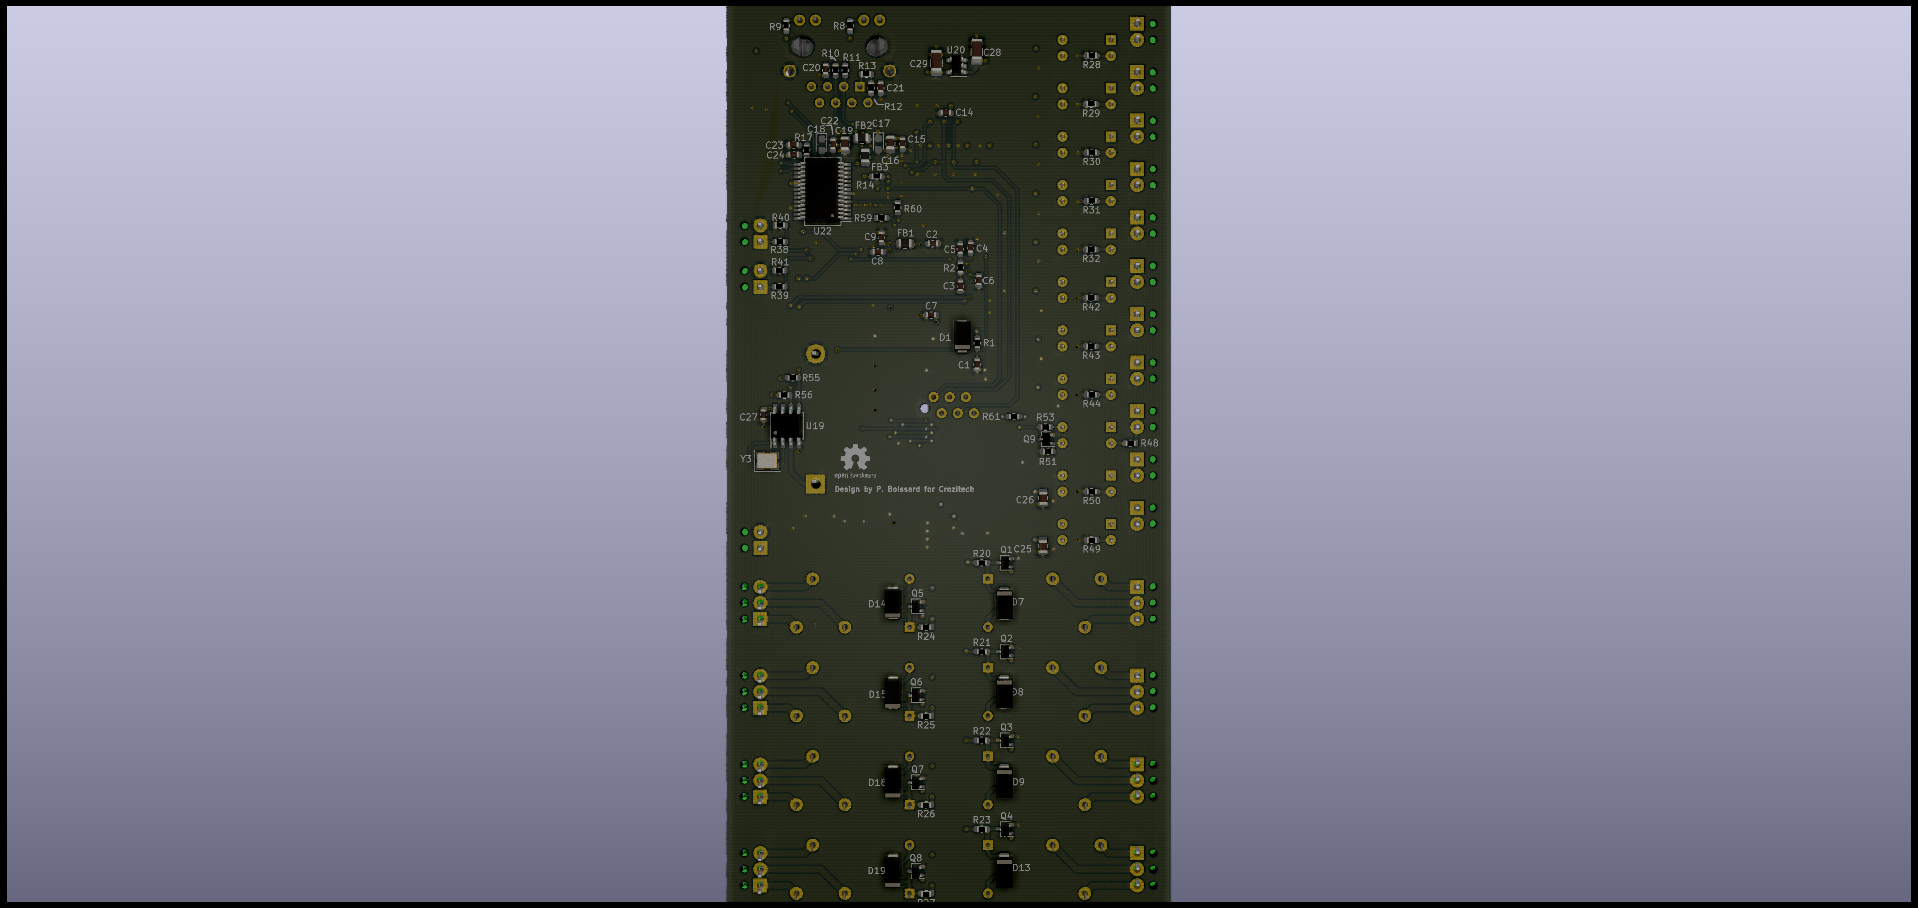 R9 R8
R10 R11 U20 C28
C29 C20 R13 R28
C21
R12
C14 R29
C22 C17
C18 C19 FB2
R17 C15
C23
C24 C16 R30
FB3
R14
R60 R31
R40 R59
U22
C9 FB1 C2
R38 C5 C4
C8 R32
R41 R2
C3 C6
R39
R42
C7
D1 R1
R43
C1
R55
R56 R44
C27 R61 R53
U19
Q9 R48
Y3 R51
open hardware
Design by P. Boissard for Crozitech
C26 R50
Q1 C25 R49
R20
Q5
D14 D7
R24
R21 Q2
Q6
D15 D8
R25
R22 Q3
Q7
D18 D9
R26
R23 Q4
Q8
D19 D13
R27